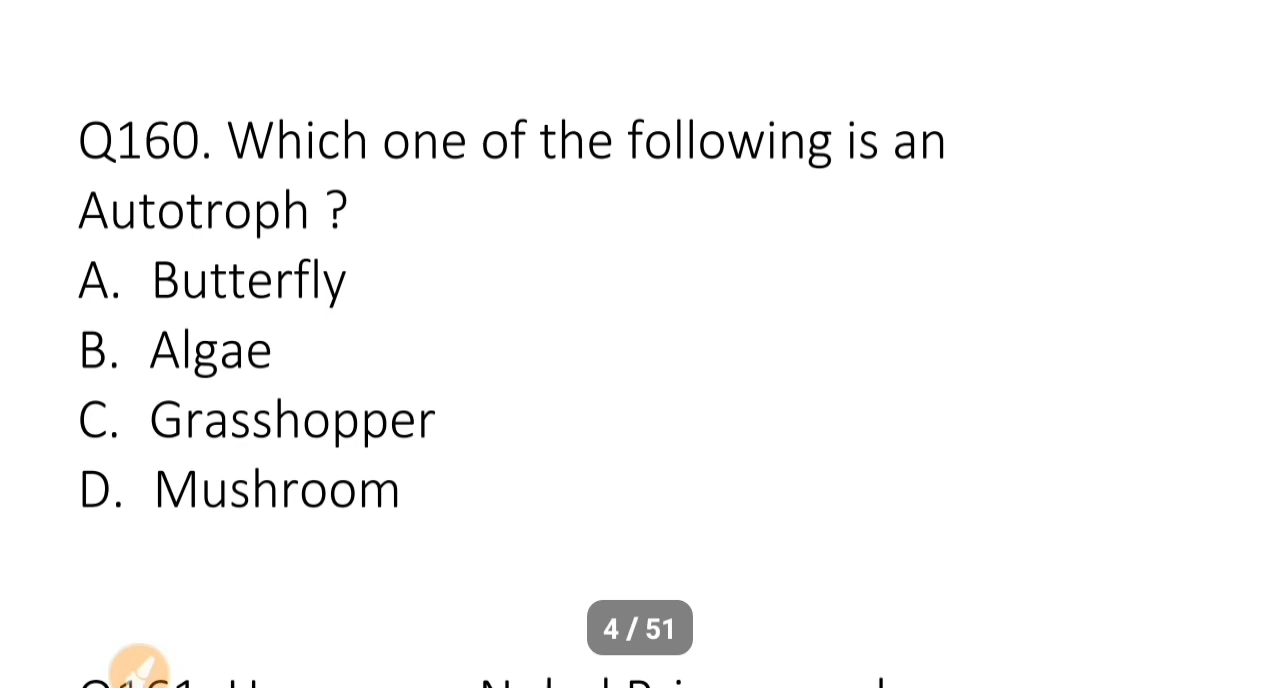 Q160. Which one of the following is an
Autotroph ?
A. Butterfly
B. Algae
C. Grasshopper
D. Mushroom
4 / 51